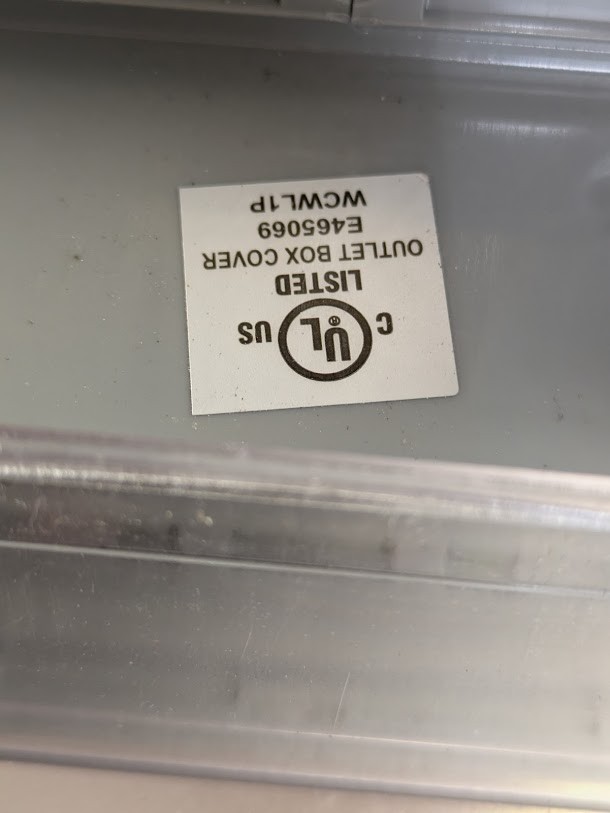 C UL® US
LISTED
OUTLET BOX COVER
E465069
WCWL1P